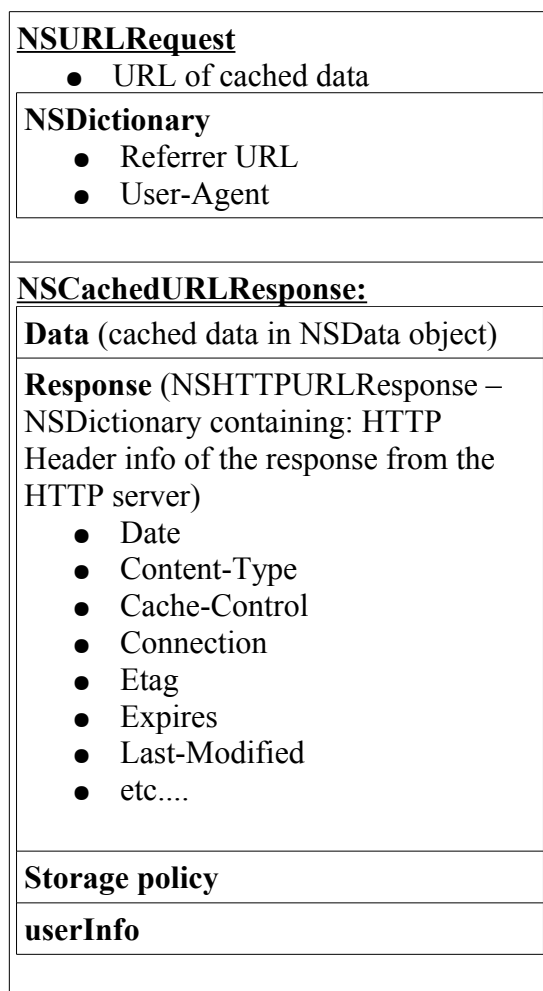 NSURLRequest
● URL of cached data
NSDictionary
● Referrer URL
● User-Agent
NSCachedURLResponse:
Data (cached data in NSData object)
Response (NSHTTPURLResponse –
NSDictionary containing: HTTP
Header info of the response from the
HTTP server)
● Date
● Content-Type
● Cache-Control
● Connection
● Etag
● Expires
● Last-Modified
● etc....
Storage policy
userInfo